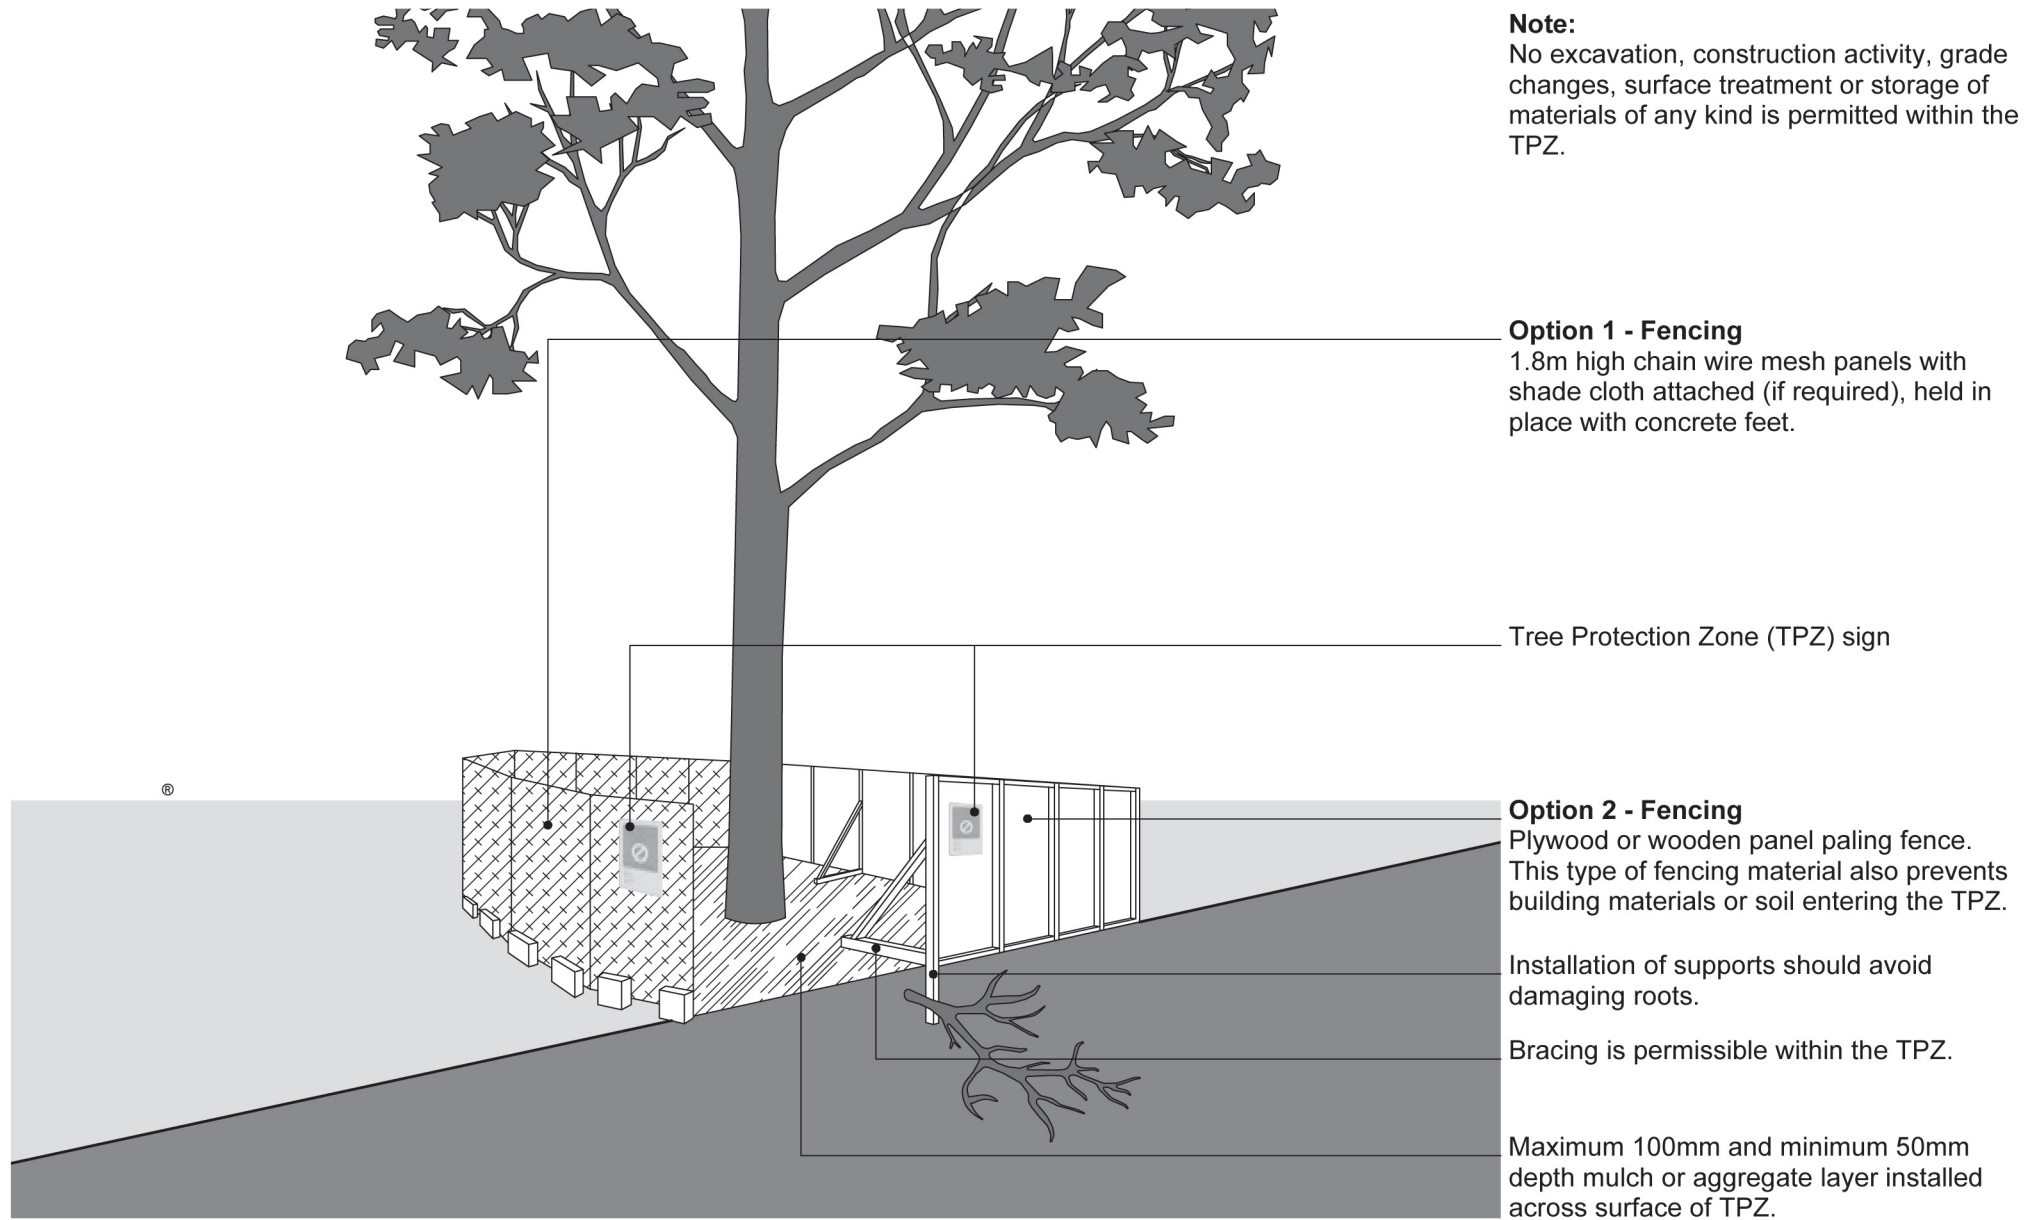 Note:
No excavation, construction activity, grade
changes, surface treatment or storage of
materials of any kind is permitted within the
TPZ.
Option 1 - Fencing
1.8m high chain wire mesh panels with
shade cloth attached (if required), held in
place with concrete feet.
Tree Protection Zone (TPZ) sign
®
Option 2 - Fencing
Plywood or wooden panel paling fence.
This type of fencing material also prevents
building materials or soil entering the TPZ.
Installation of supports should avoid
damaging roots.
Bracing is permissible within the TPZ.
Maximum 100mm and minimum 50mm
depth mulch or aggregate layer installed
across surface of TPZ.